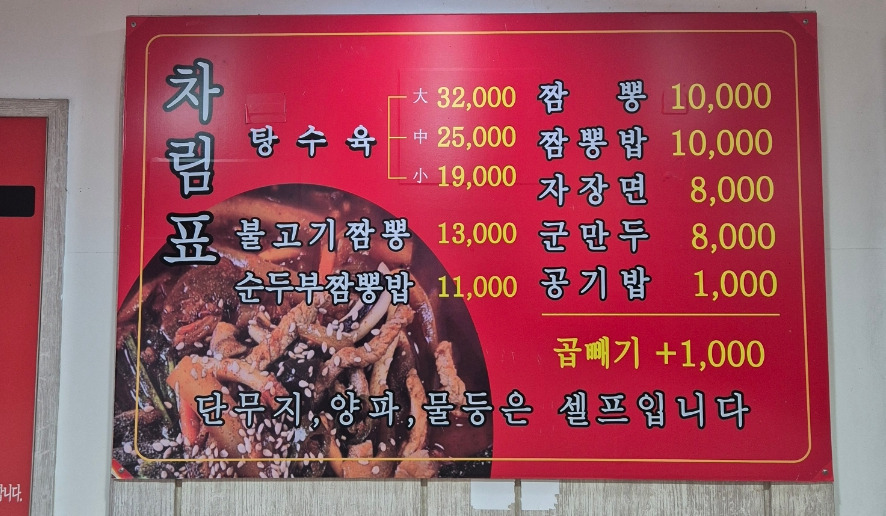 차림표
탕수육
大 32,000
中 25,000
小 19,000
불고기짬뽕 13,000
순두부짬뽕밥 11,000
짬뽕 10,000
짬뽕밥 10,000
자장면 8,000
군만두 8,000
공기밥 1,000
곱빼기 +1,000
단무지,양파,물등은 셀프입니다